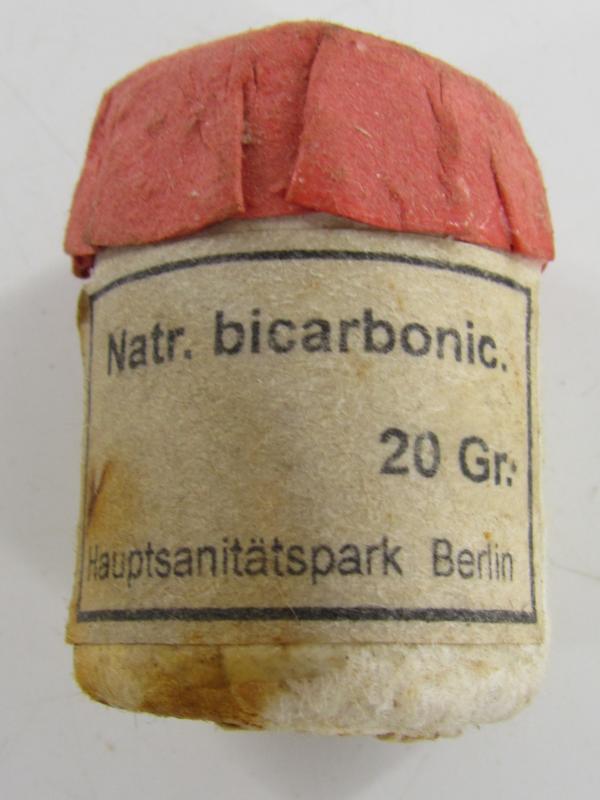 Natr. bicarbonic.
20 Gr.
Hauptsanitätspark Berlin